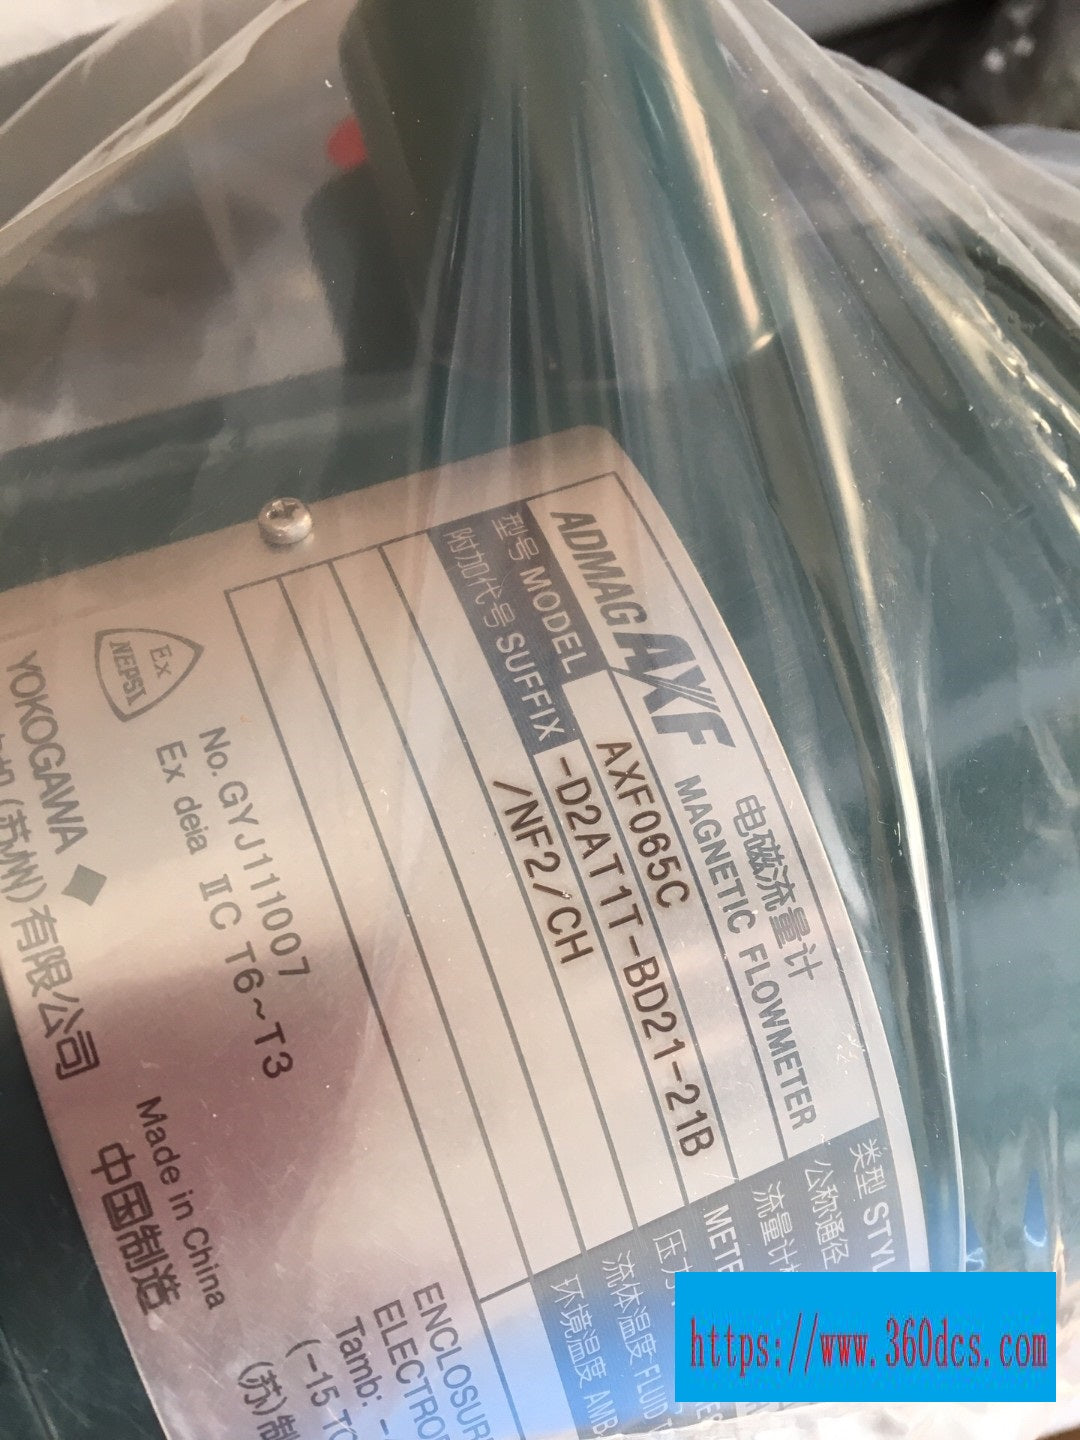 ADMAG AXF
电磁流量计
MAGNETIC FLOWMETER
型号 MODEL
AXF065C
附加代号 SUFFIX
-D2AT1T-BD21-21B
/NF2/CH
类型 STYL
公称通径
流量计
METE
压力
流体温度 FLUID T
环境温度 AMB
Ex
NEPSI
No.GYJ111007
Ex deia ⅡC T6~T3
ENCLOSUR
ELECTRO
Tamb: -
(-15 TO
YOKOGAWA
(苏州)有限公司
Made in China
中国制造
(苏)制
https://www.360dcs.com